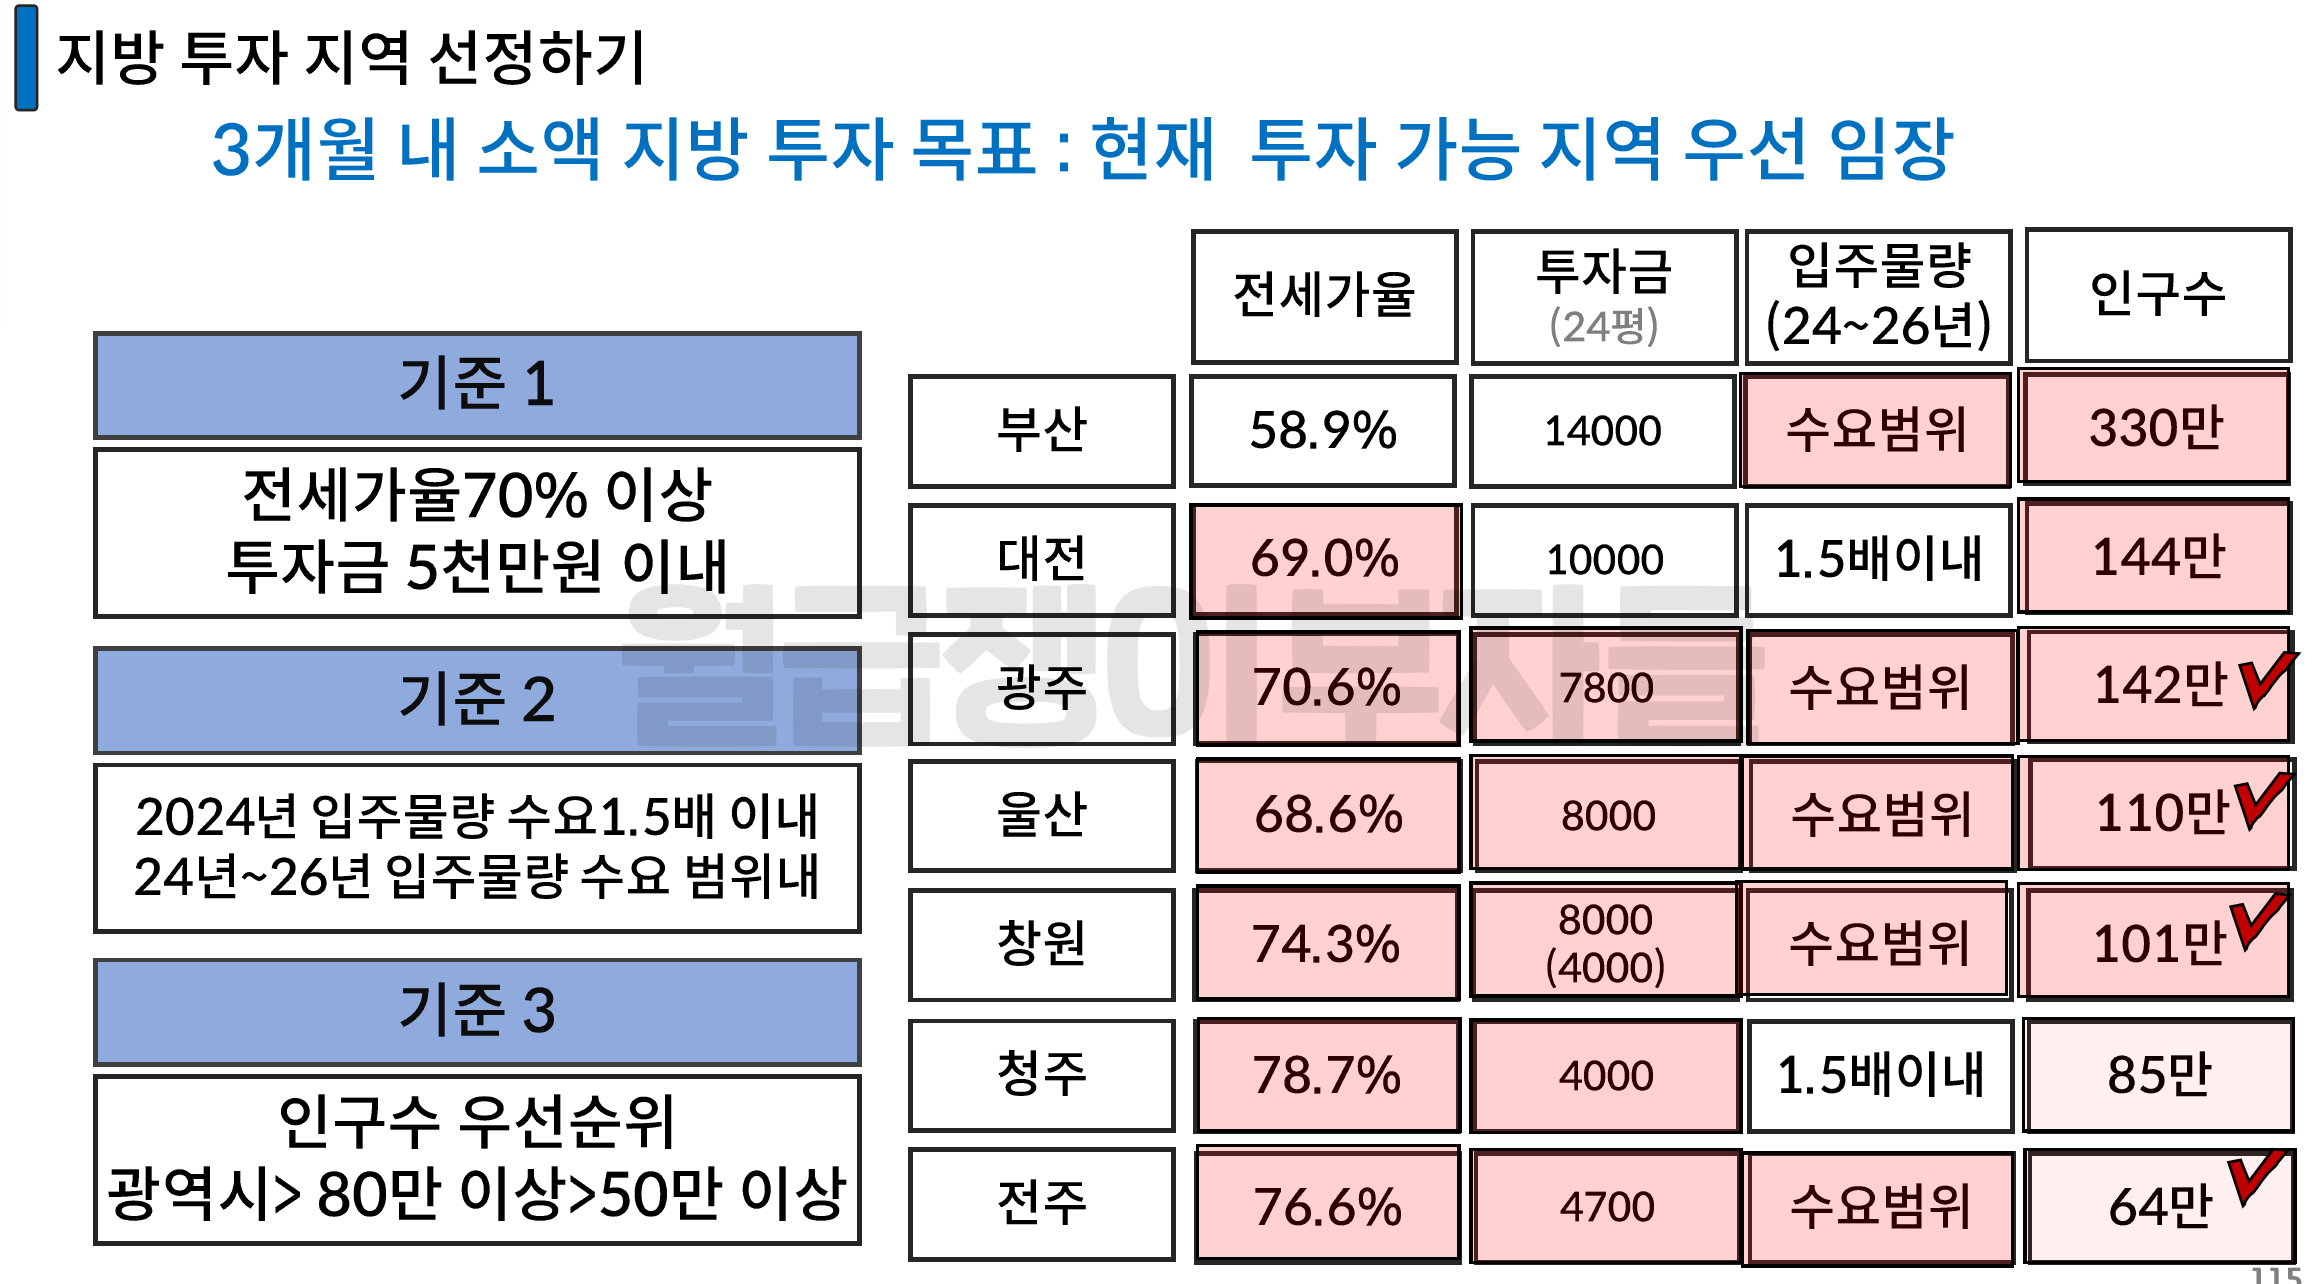 지방 투자 지역 선정하기
3개월 내 소액 지방 투자 목표 : 현재 투자 가능 지역 우선 임장
기준 1
전세가율70% 이상
투자금 5천만원 이내
기준 2
2024년 입주물량 수요1.5배 이내
24년~26년 입주물량 수요 범위내
기준 3
인구수 우선순위
광역시> 80만 이상>50만 이상
전세가율 투자금 (24평) 입주물량 (24~26년) 인구수
부산 58.9% 14000 수요범위 330만
대전 69.0% 10000 1.5배이내 144만
광주 70.6% 7800 수요범위 142만
울산 68.6% 8000 수요범위 110만
창원 74.3% 8000 (4000) 수요범위 101만
청주 78.7% 4000 1.5배이내 85만
전주 76.6% 4700 수요범위 64만
월급쟁이부자들
115